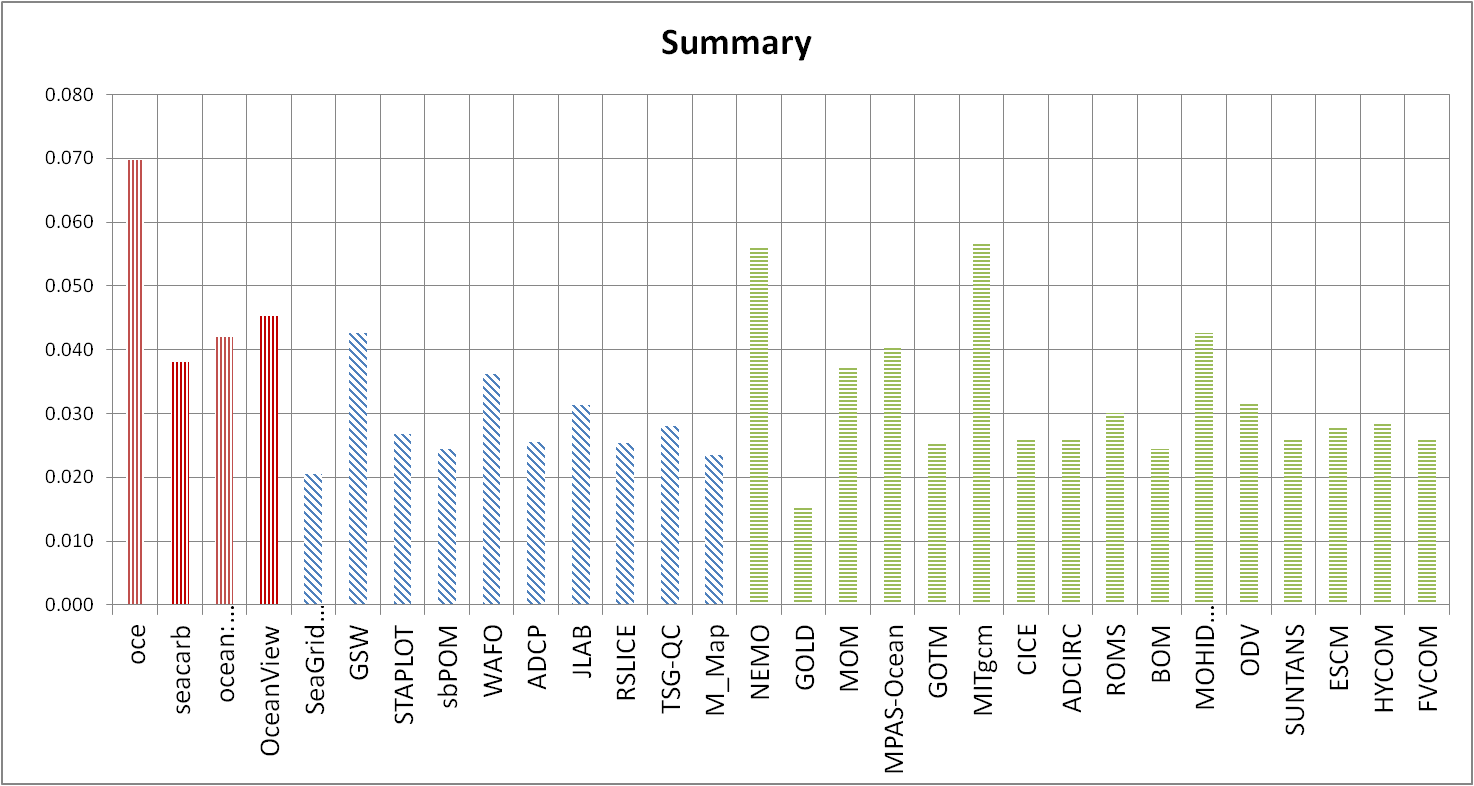 Summary
0.080
0.070
0.060
0.050
0.040
0.030
0.020
0.010
0.000
oce
seacarb
ocean:...
OceanView
SeaGrid...
GSW
STAPLOT
sbPOM
WAFO
ADCP
JLAB
RSLICE
TSG-QC
M_Map
NEMO
GOLD
MOM
MPAS-Ocean
GOTM
MITgcm
CICE
ADCIRC
ROMS
BOM
MOHID...
ODV
SUNTANS
ESCM
HYCOM
FVCOM